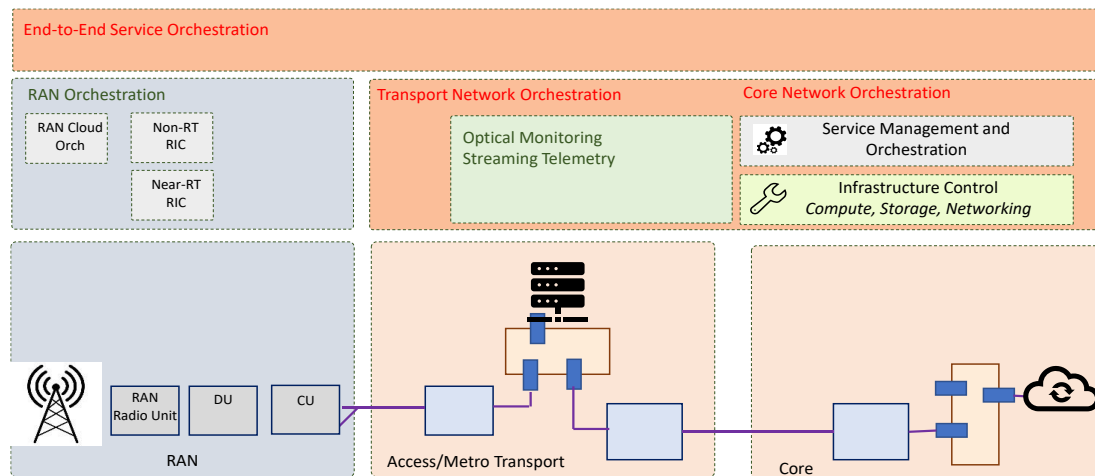 End-to-End Service Orchestration
RAN Orchestration
RAN Cloud
Orch
Non-RT
RIC
Near-RT
RIC
Transport Network Orchestration
Core Network Orchestration
Optical Monitoring
Streaming Telemetry
Service Management and
Orchestration
Infrastructure Control
Compute, Storage, Networking
RAN
Radio Unit
DU
CU
RAN
Access/Metro Transport
Core